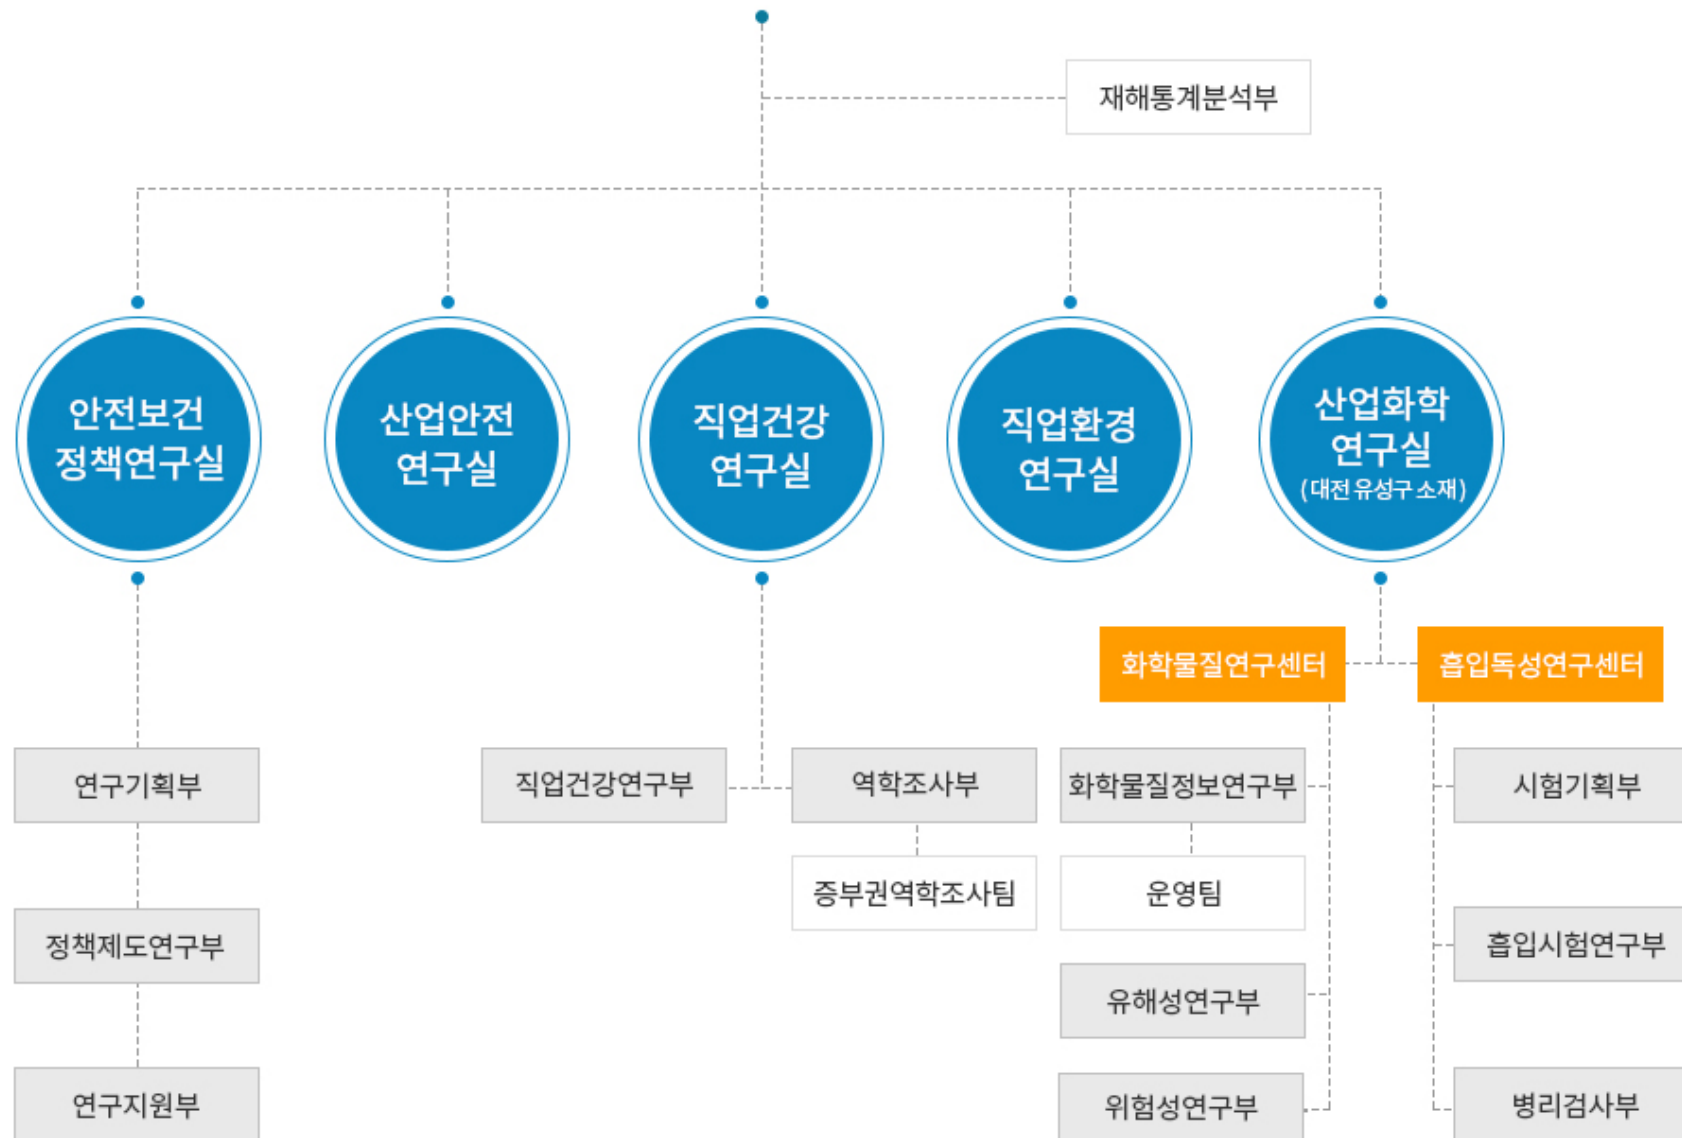 재해통계분석부
안전보건
정책연구실
산업안전
연구실
직업건강
연구실
직업환경
연구실
산업화학
연구실
(대전 유성구 소재)
화학물질연구센터
흡입독성연구센터
연구기획부
직업건강연구부
역학조사부
화학물질정보연구부
시험기획부
중부권역학조사팀
운영팀
정책제도연구부
흡입시험연구부
유해성연구부
연구지원부
위험성연구부
병리검사부